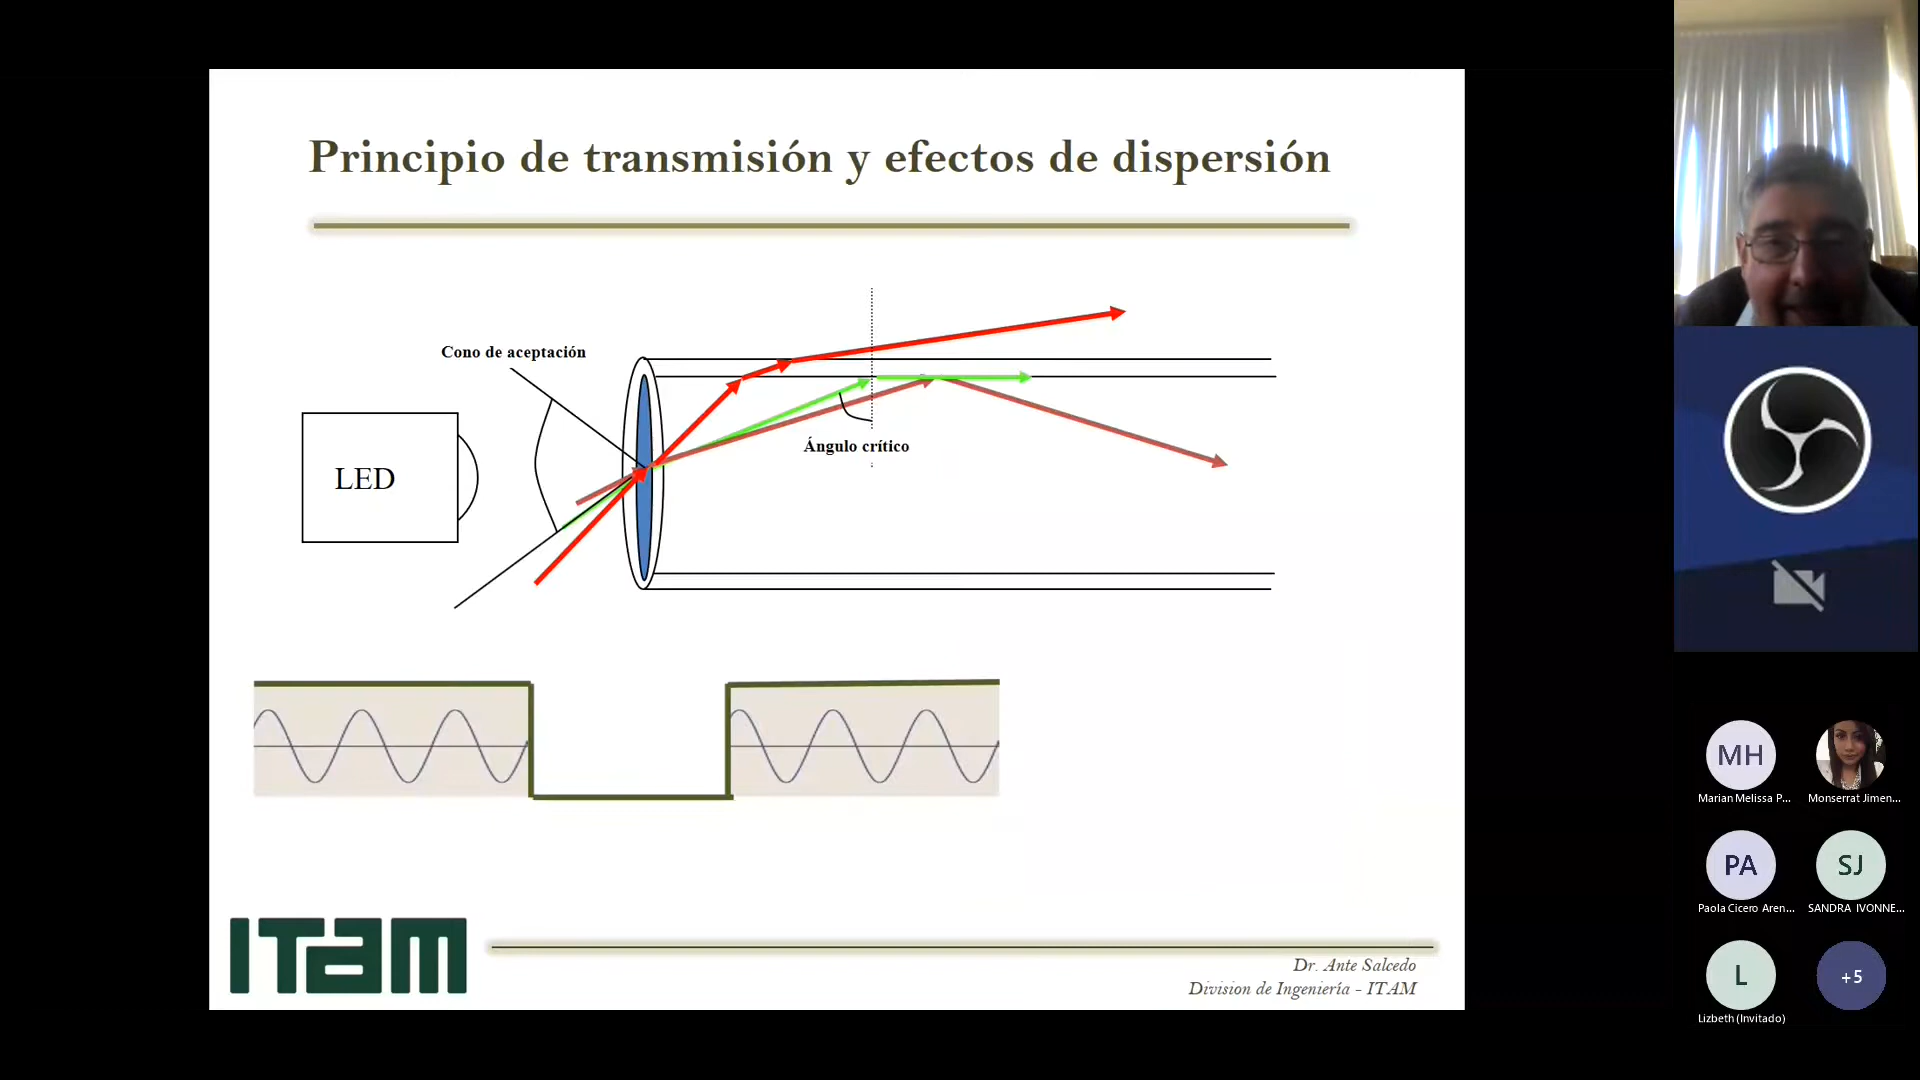 Principio de transmisión y efectos de dispersión
Cono de aceptación
LED
Ángulo crítico
ITAM
Dr. Ante Salcedo
Division de Ingeniería - ITAM
MH
Marian Melissa P...
Monserrat Jimen...
PA
Paola Cicero Aren...
SJ
SANDRA IVONNE...
L
Lizbeth (Invitado)
+5